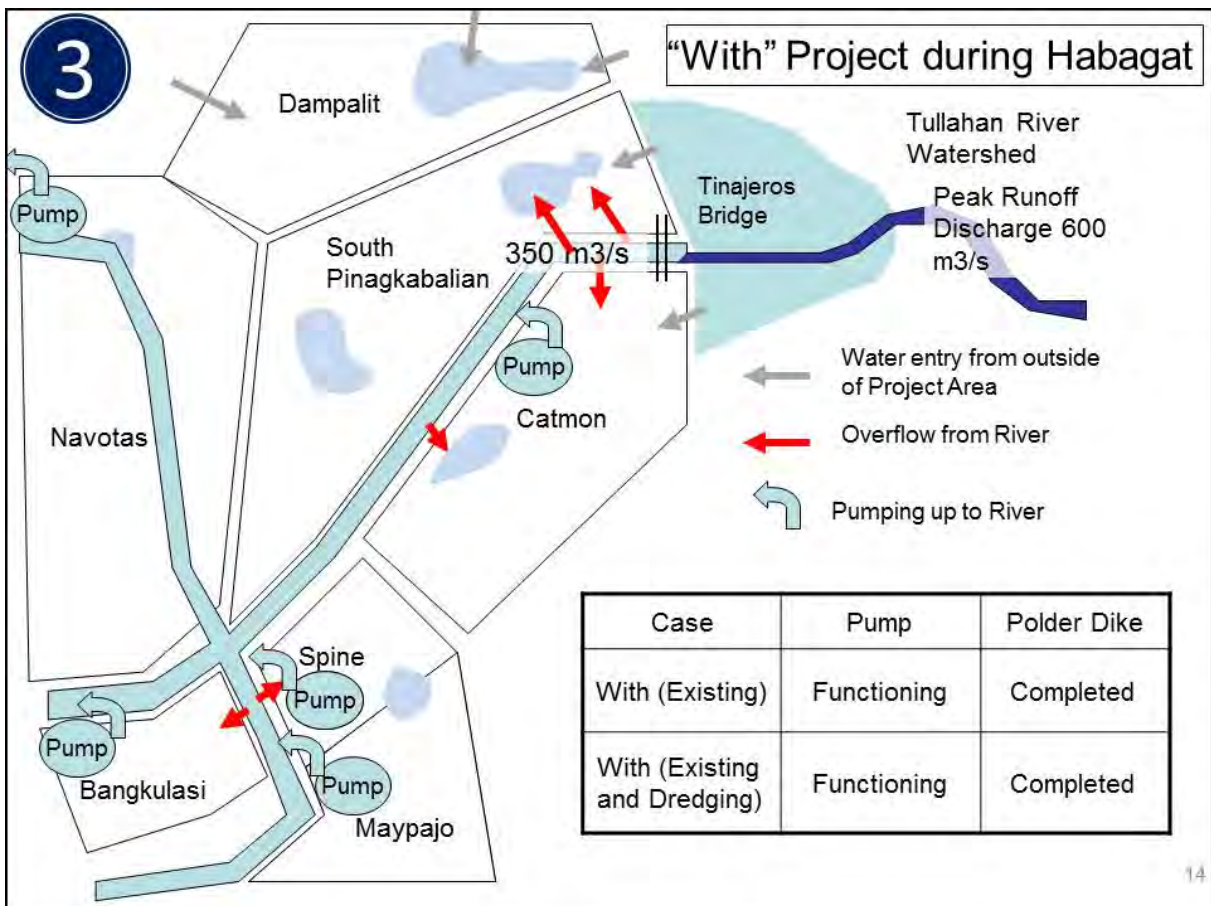 3
“With” Project during Habagat
Dampalit
Tullahan River
Watershed
Tinajeros
Bridge
Peak Runoff
Discharge 600
m3/s
Pump
South
Pinagkabalian
350 m3/s
Pump
Catmon
Navotas
Water entry from outside
of Project Area
Overflow from River
Pumping up to River
Spine
Pump
Pump
Bangkulasi
Pump
Maypajo
Case Pump Polder Dike
With (Existing) Functioning Completed
With (Existing
and Dredging) Functioning Completed
14